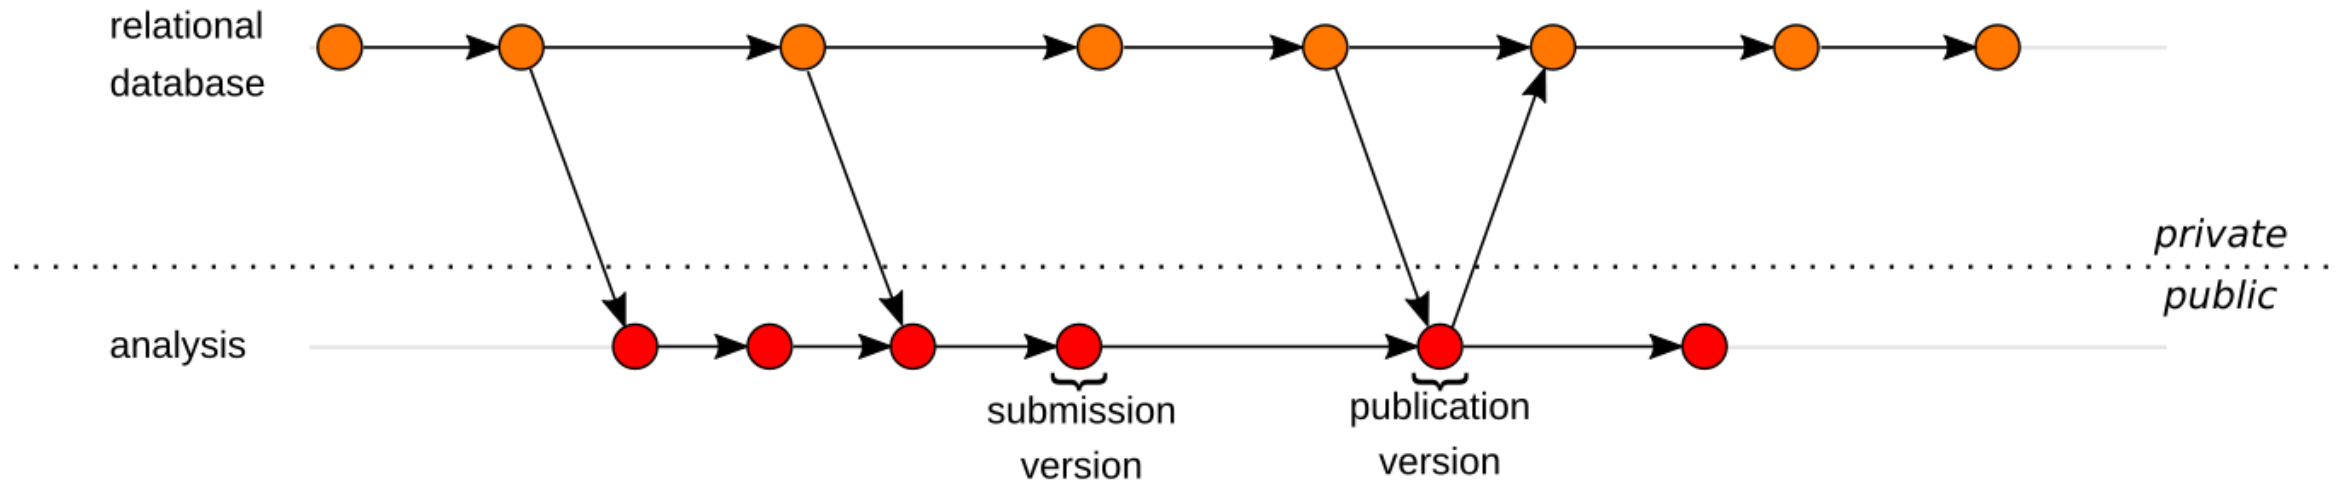 relational
database
private
public
analysis
submission
version
publication
version